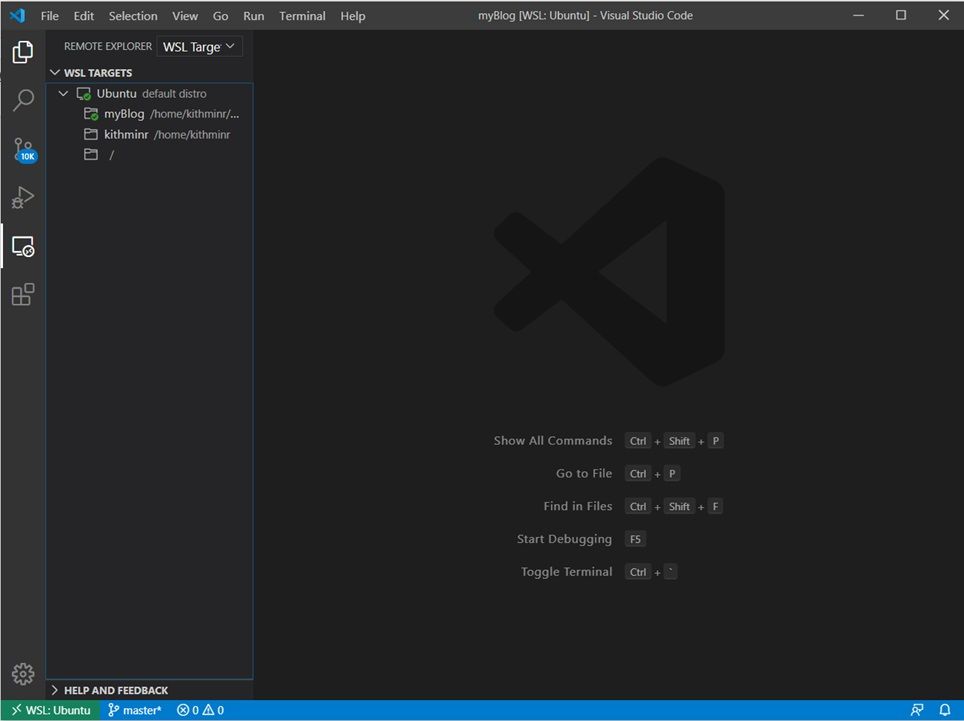 File Edit Selection View Go Run Terminal Help myBlog [WSL: Ubuntu] - Visual Studio Code
REMOTE EXPLORER WSL Targe
WSL TARGETS
Ubuntu default distro
myBlog /home/kithminr/...
kithminr /home/kithminr
/
10K
Show All Commands Ctrl + Shift + P
Go to File Ctrl + P
Find in Files Ctrl + Shift + F
Start Debugging F5
Toggle Terminal Ctrl + `
HELP AND FEEDBACK
WSL: Ubuntu master* 0 0